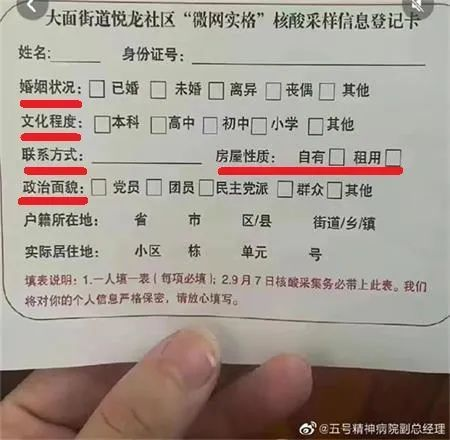 大面街道悦龙社区“微网实格”核酸采样信息登记卡
姓名: 身份证号:
婚姻状况: □已婚 □未婚 □离异 □丧偶 □其他
文化程度: □本科 □高中 □初中 □小学 □其他
联系方式: 房屋性质: 自有□ 租用□
政治面貌: □党员 □团员 □民主党派 □群众 □其他
户籍所在地: 省 市 区/县 街道/乡/镇
实际居住地: 小区 栋 单元 号
填表说明: 1.一人填一表(每项必填); 2.9月7日核酸采集务必带上此表。我们
将对你的个人信息严格保密, 请放心填写。
@五号精神病院副总经理